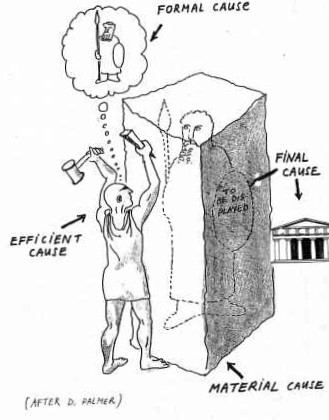 FORMAL CAUSE
FINAL
CAUSE
TO
BE DIS-
PLAYED
EFFICIENT
CAUSE
MATERIAL CAUSE
(AFTER D. PALMER)